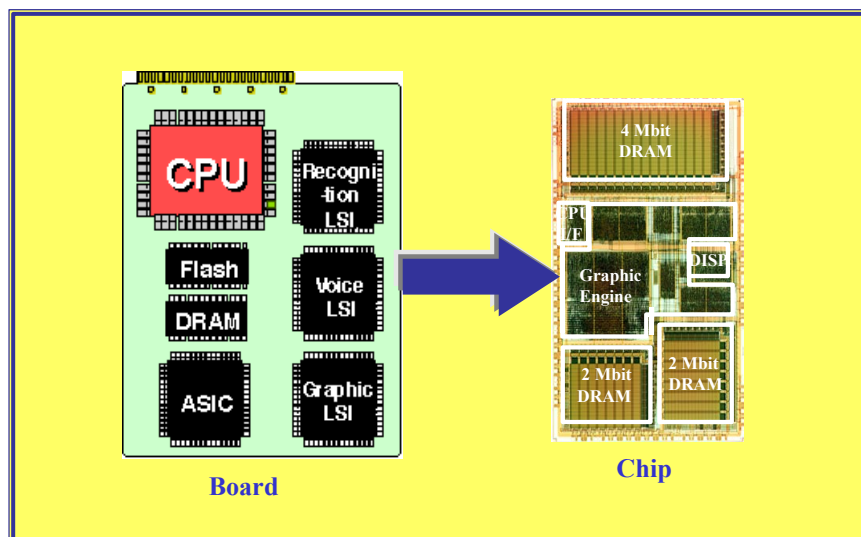 CPU
Recogni
-tion
LSI
Flash
Voice
LSI
DRAM
ASIC
Graphic
LSI
Board
4 Mbit
DRAM
I/F
DISP
Graphic
Engine
2 Mbit
DRAM
2 Mbit
DRAM
Chip